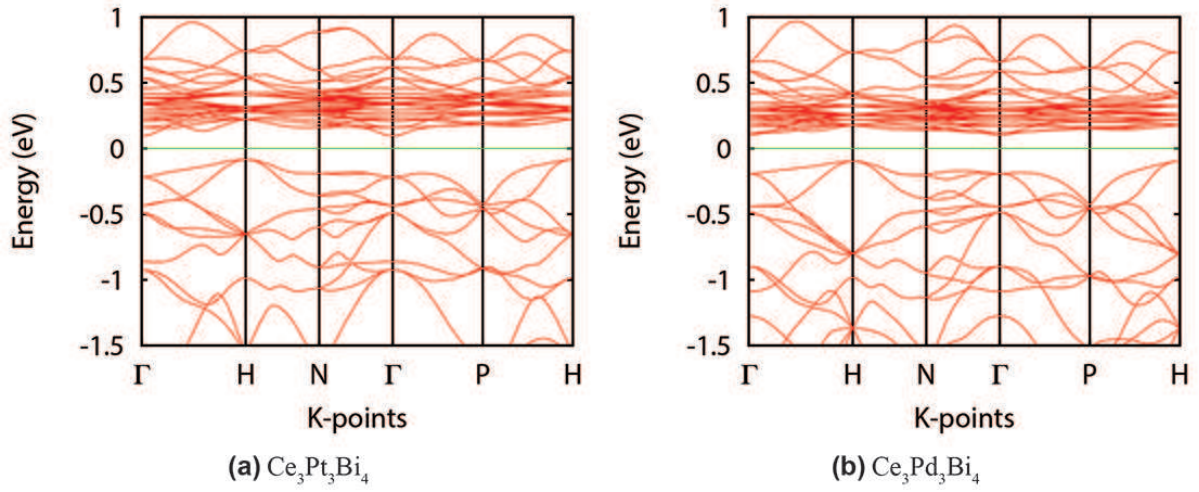 1
0.5
0
-0.5
-1
-1.5
Energy (eV)
Γ H N Γ P H
K-points
(a) Ce₃Pt₃Bi₄
1
0.5
0
-0.5
-1
-1.5
Energy (eV)
Γ H N Γ P H
K-points
(b) Ce₃Pd₃Bi₄